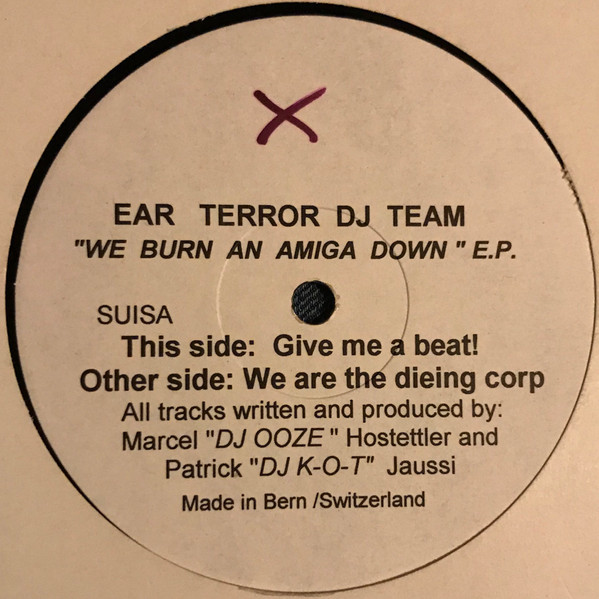 EAR TERROR DJ TEAM
"WE BURN AN AMIGA DOWN" E.P.
SUISA
This side: Give me a beat!
Other side: We are the dieing corp
All tracks written and produced by:
Marcel "DJ OOZE" Hostettler and
Patrick "DJ K-O-T" Jaussi
Made in Bern /Switzerland